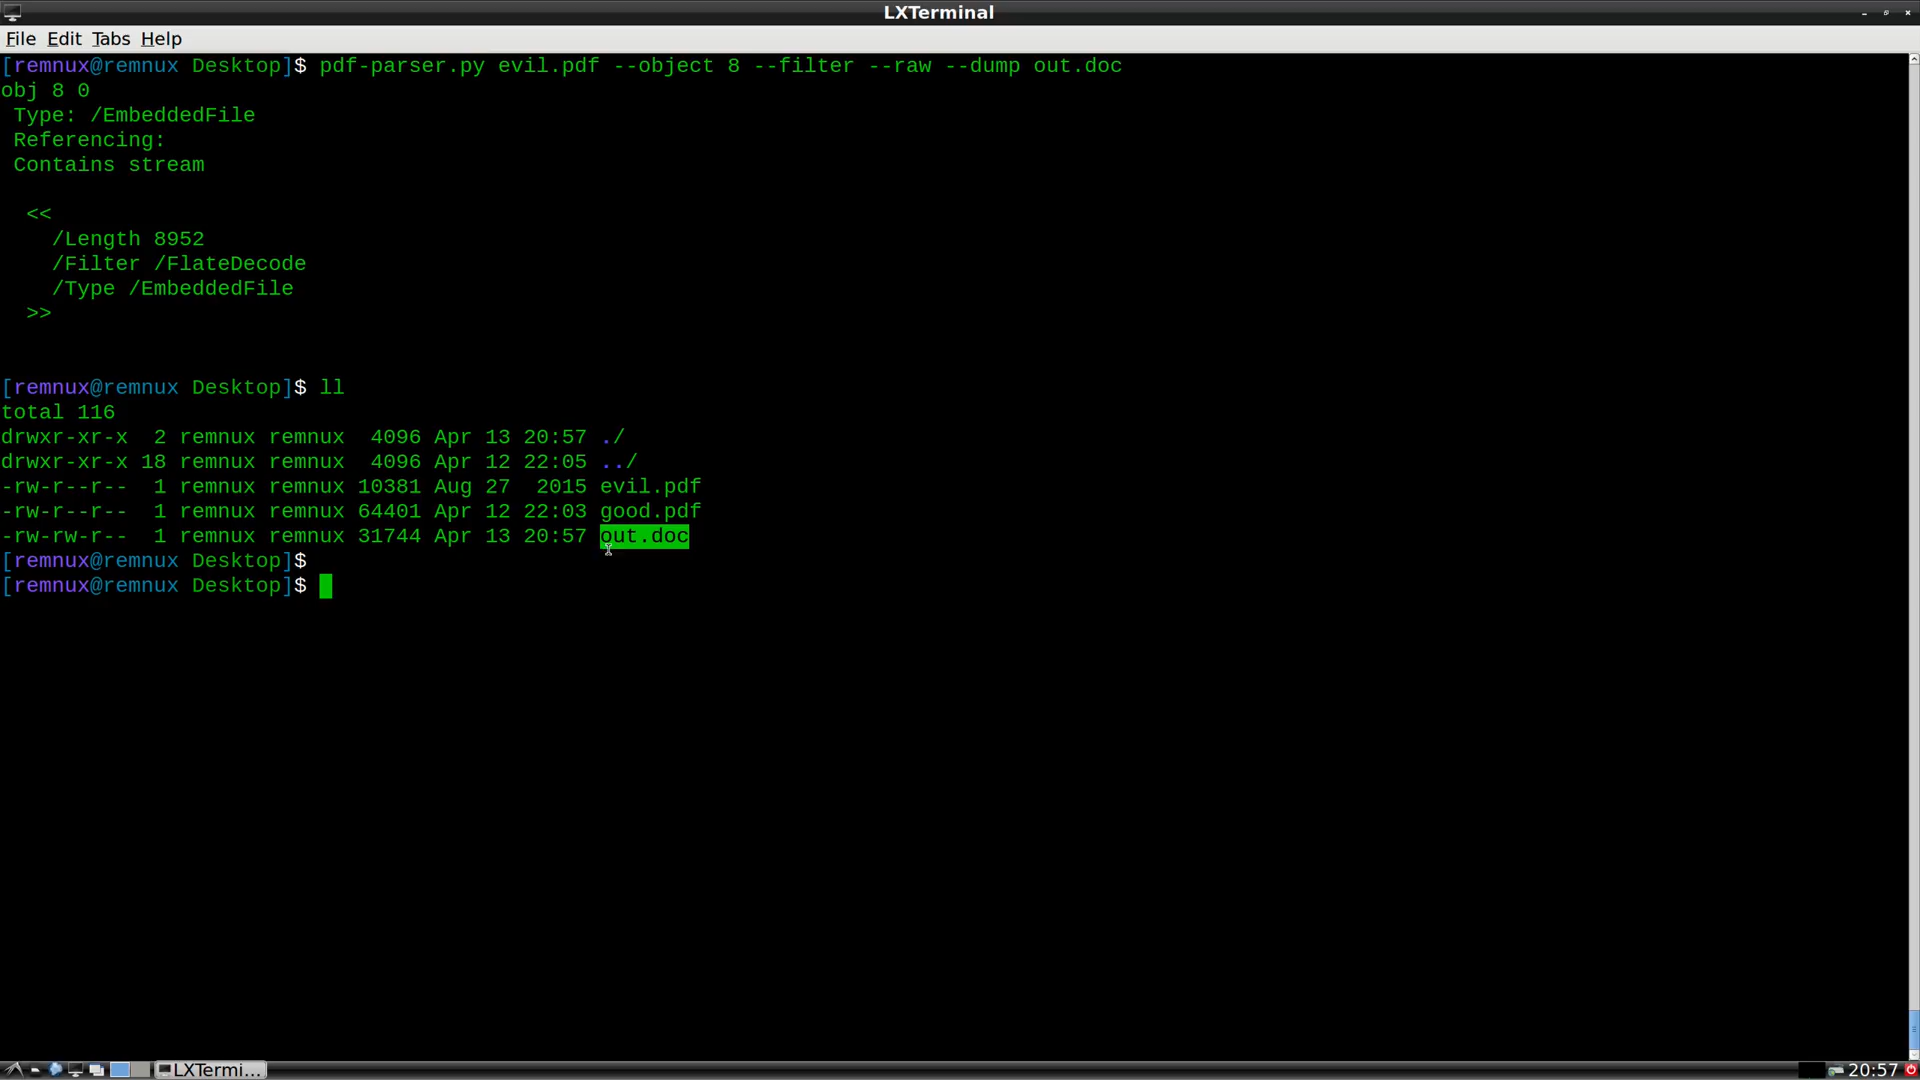 LXTerminal
File Edit Tabs Help
[remnux@remnux Desktop]$ pdf-parser.py evil.pdf --object 8 --filter --raw --dump out.doc
obj 8 0
 Type: /EmbeddedFile
 Referencing:
 Contains stream
  <<
    /Length 8952
    /Filter /FlateDecode
    /Type /EmbeddedFile
  >>
[remnux@remnux Desktop]$ ll
total 116
drwxr-xr-x  2 remnux remnux  4096 Apr 13 20:57 ./
drwxr-xr-x 18 remnux remnux  4096 Apr 12 22:05 ../
-rw-r--r--  1 remnux remnux 10381 Aug 27  2015 evil.pdf
-rw-r--r--  1 remnux remnux 64401 Apr 12 22:03 good.pdf
-rw-rw-r--  1 remnux remnux 31744 Apr 13 20:57 out.doc
[remnux@remnux Desktop]$
[remnux@remnux Desktop]$
LXTermi... 20:57